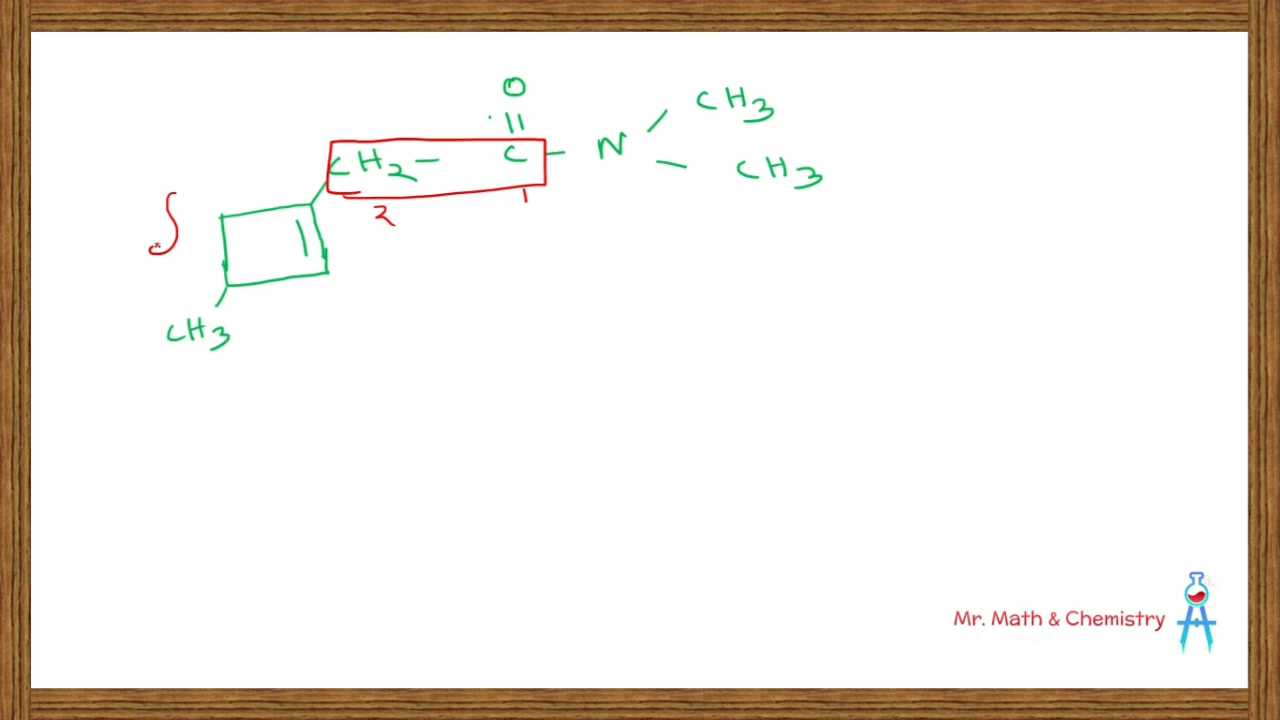 O
||
CH2 - C - N
CH3
CH3
2
1
CH3
Mr. Math & Chemistry